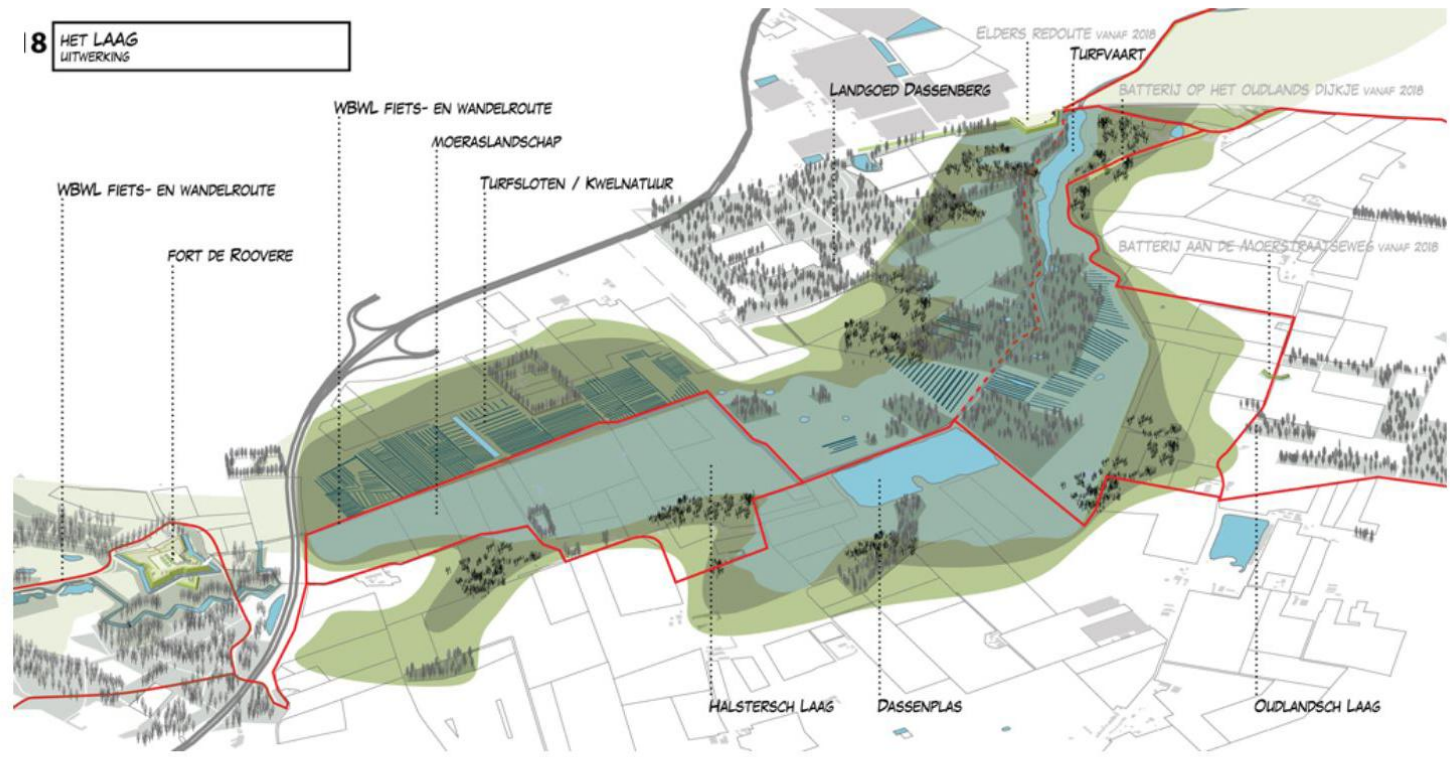 8
HET LAAG
UITWERKING
ELDERS REDOUTE VANAF 2018
TURFVAART
LANDGOED DASSENBERG
BATTERIJ OP HET OUDLANDS DIJKJE VANAF 2018
WBWL FIETS- EN WANDELROUTE
MOERASLANDSCHAP
TURFSLOTEN / KWELNATUUR
WBWL FIETS- EN WANDELROUTE
FORT DE ROOVERE
BATTERIJ AAN DE MOERSTRAATSEWEG VANAF 2018
HALSTERSCH LAAG
DASSENPLAS
OUDLANDSCH LAAG